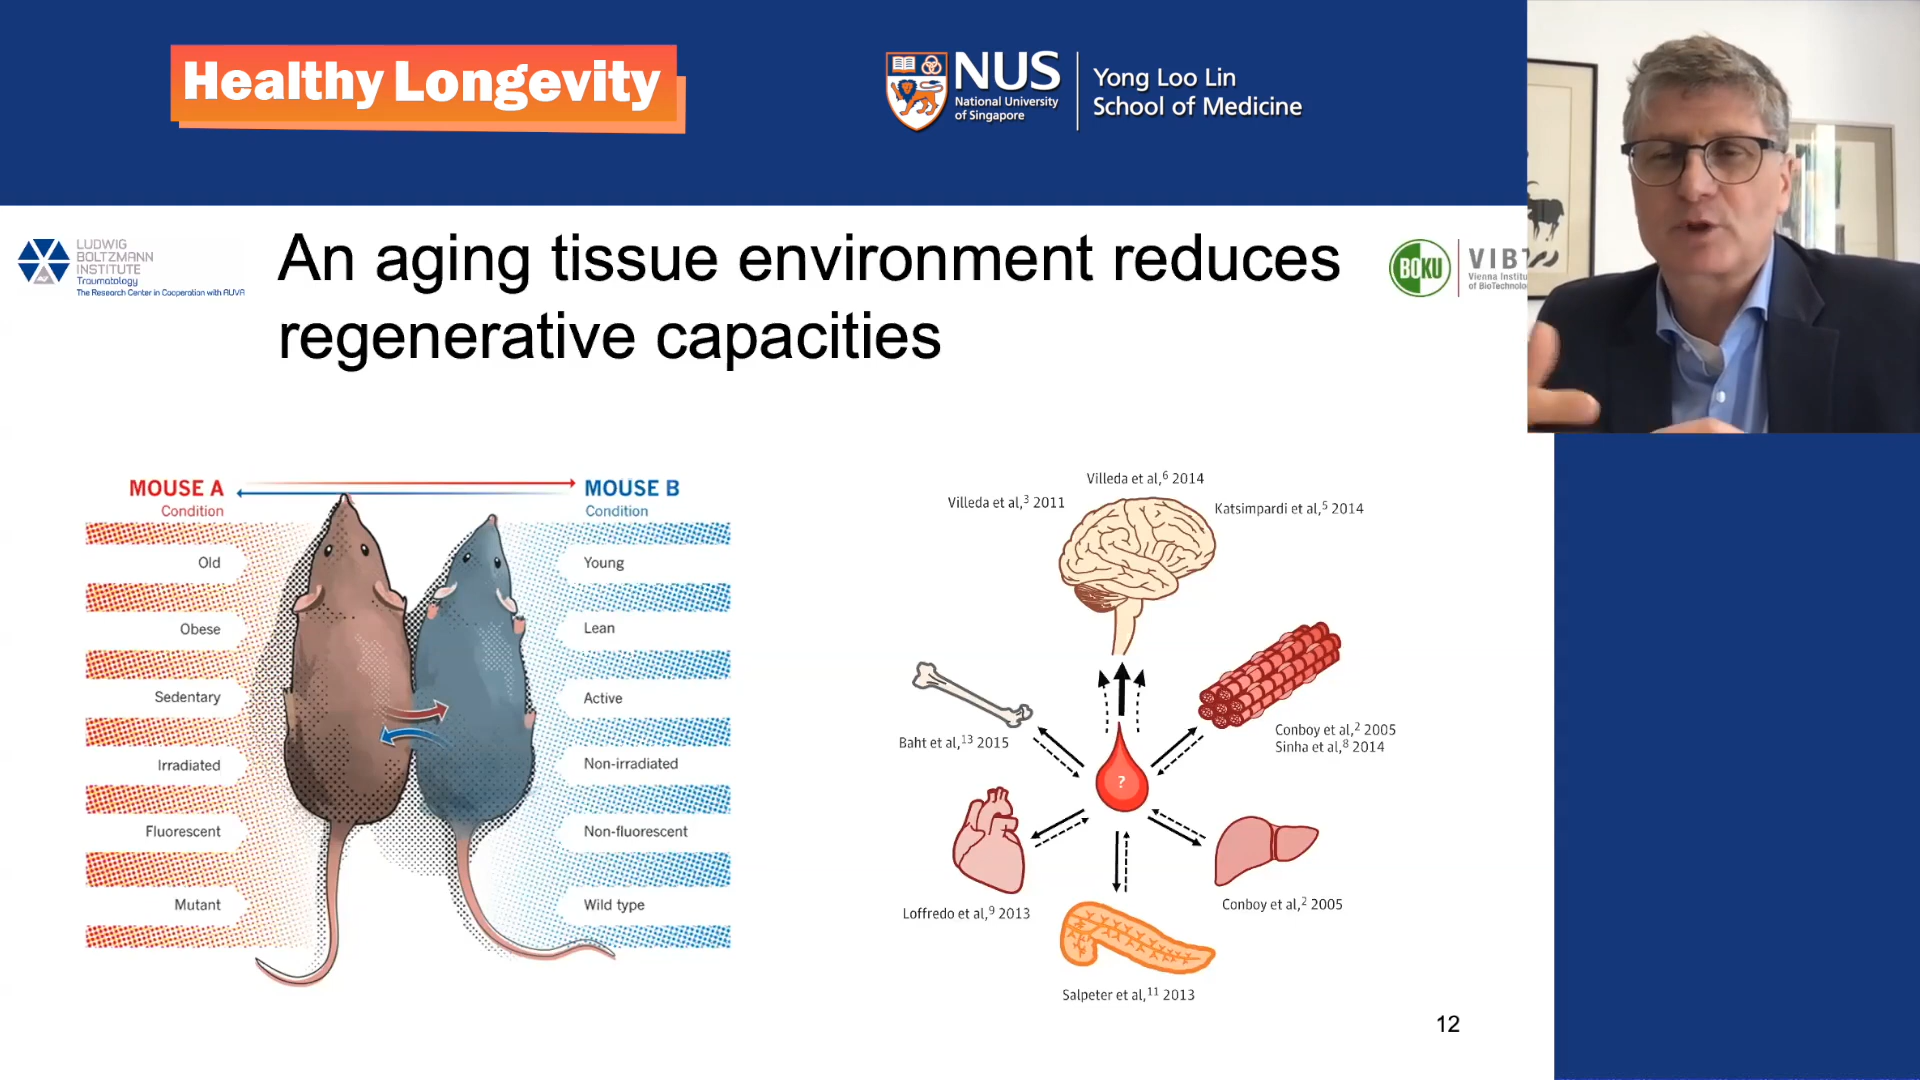 Healthy Longevity
NUS
National University
of Singapore
Yong Loo Lin
School of Medicine
LUDWIG
BOLTZMANN
INSTITUTE
Traumatology
The Research Center in Cooperation with AUVA
An aging tissue environment reduces
regenerative capacities
BOKU
VIBT
Vienna Institu
of BioTechnolo
MOUSE A
Condition
MOUSE B
Condition
Old
Young
Obese
Lean
Sedentary
Active
Irradiated
Non-irradiated
Fluorescent
Non-fluorescent
Mutant
Wild type
Villeda et al,⁶ 2014
Villeda et al,³ 2011
Katsimpardi et al,⁵ 2014
Baht et al,¹³ 2015
Conboy et al,² 2005
Sinha et al,⁸ 2014
?
Loffredo et al,⁹ 2013
Conboy et al,² 2005
Salpeter et al,¹¹ 2013
12